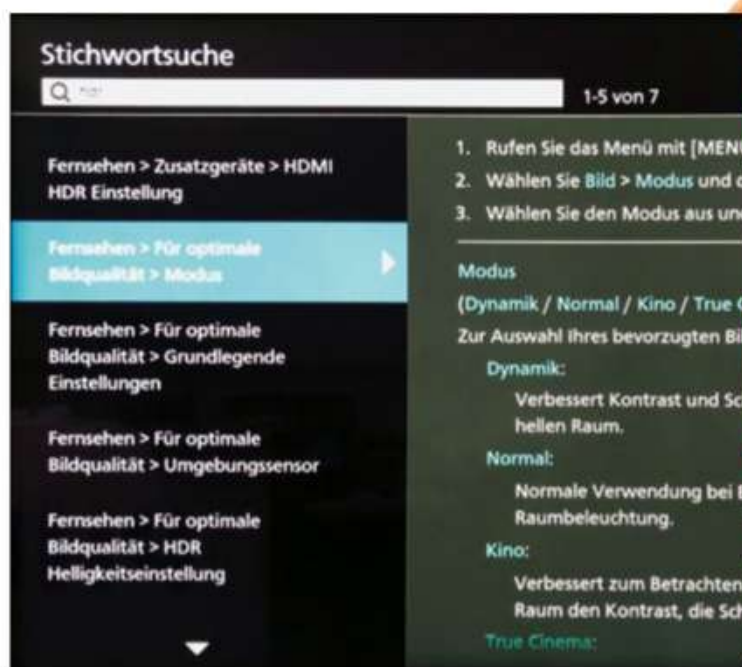 Stichwortsuche
1-5 von 7
Fernsehen > Zusatzgeräte > HDMI
HDR Einstellung
Fernsehen > Für optimale
Bildqualität > Modus
Fernsehen > Für optimale
Bildqualität > Grundlegende
Einstellungen
Fernsehen > Für optimale
Bildqualität > Umgebungssensor
Fernsehen > Für optimale
Bildqualität > HDR
Helligkeitseinstellung
1. Rufen Sie das Menü mit [MENU
2. Wählen Sie Bild > Modus und d
3. Wählen Sie den Modus aus und
Modus
(Dynamik / Normal / Kino / True C
Zur Auswahl Ihres bevorzugten Bil
Dynamik:
Verbessert Kontrast und Sc
hellen Raum.
Normal:
Normale Verwendung bei
Raumbeleuchtung.
Kino:
Verbessert zum Betrachten
Raum den Kontrast, die Sch
True Cinema: